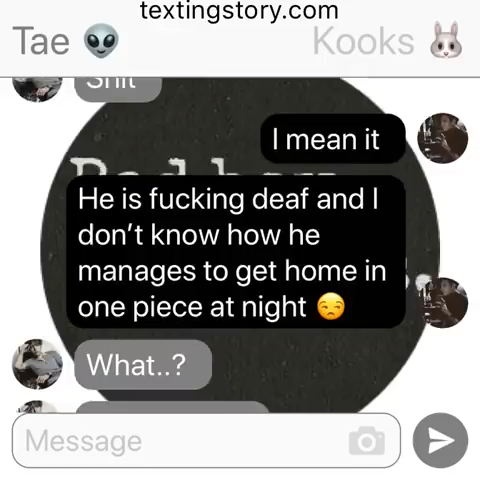 textingstory.com
Tae 👽 Kooks 🐰
Shit
I mean it
He is fucking deaf and I
don't know how he
manages to get home in
one piece at night 😒
What..?
Message